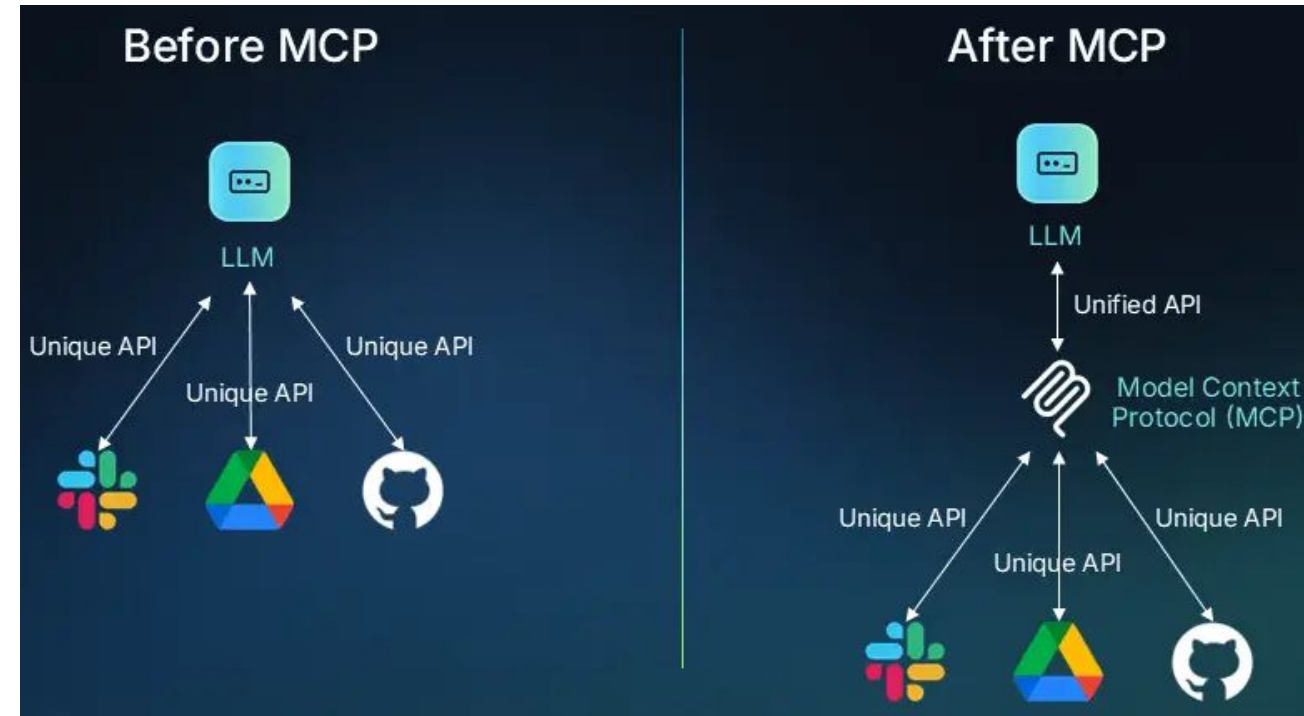 Before MCP
LLM
Unique API
Unique API
Unique API
After MCP
LLM
Unified API
Model Context
Protocol (MCP)
Unique API
Unique API
Unique API